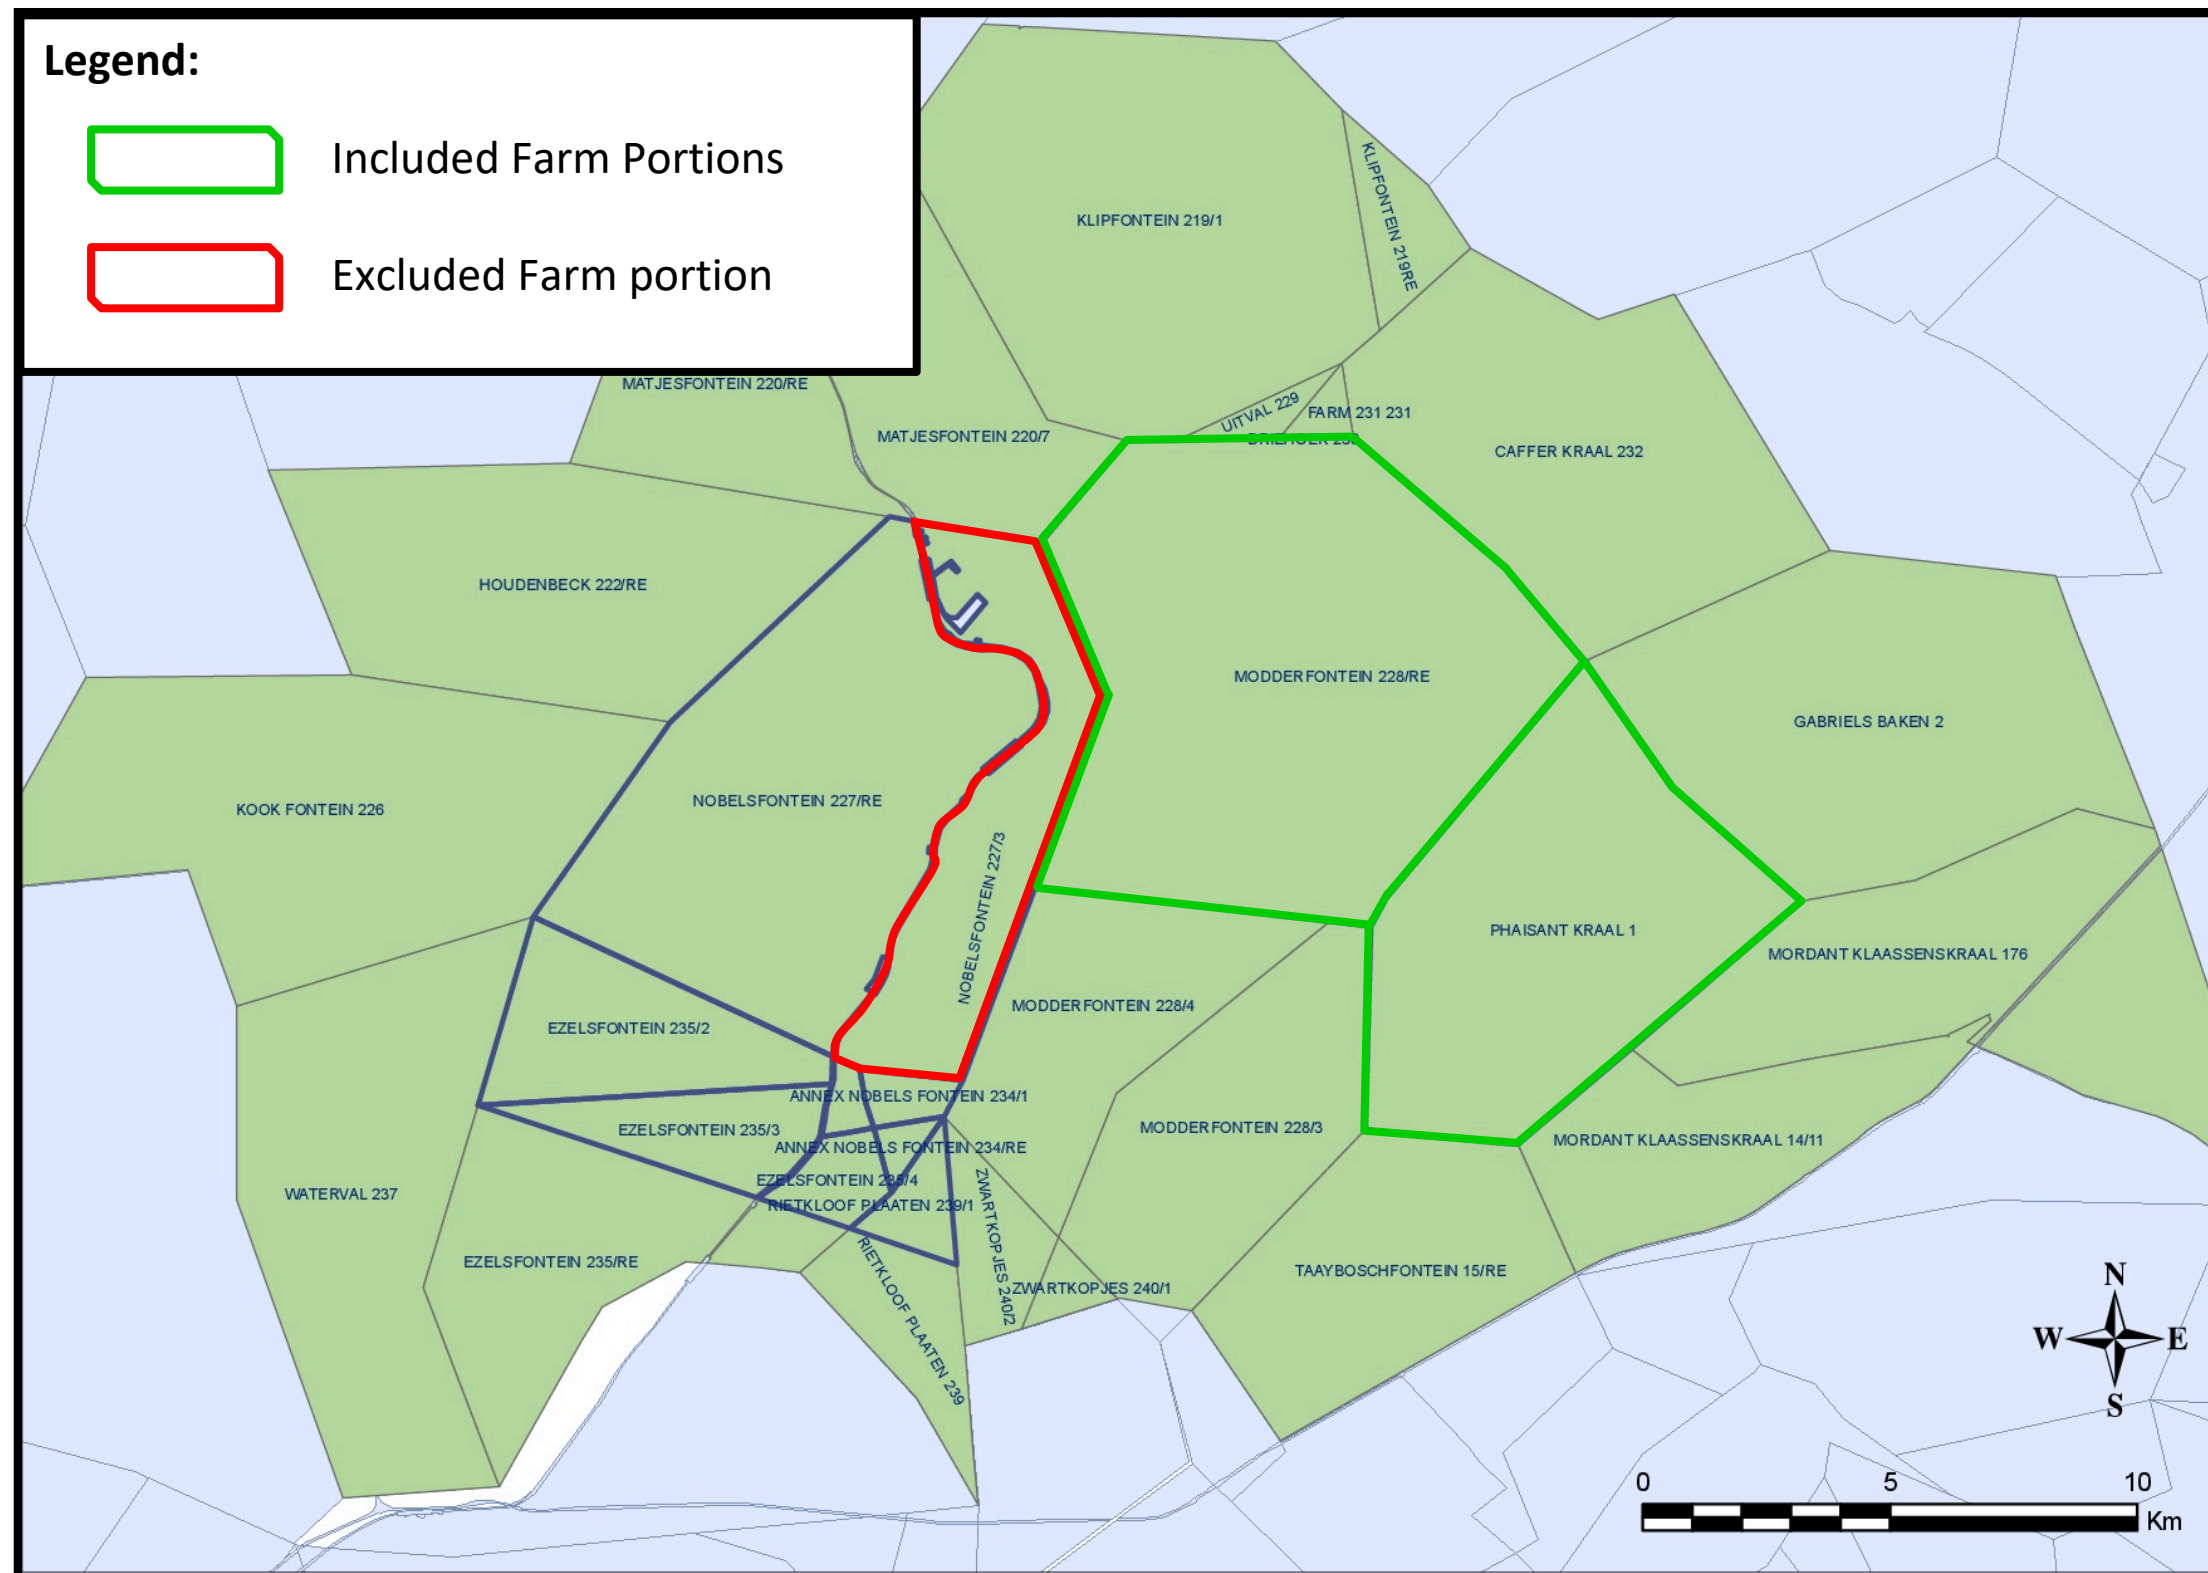 Legend:
Included Farm Portions
Excluded Farm portion
KLIPFONTEIN 219/1
KLIPFONTEIN 219RE
MATJESFONTEIN 220/RE
UITVAL 229
FARM 231 231
MATJESFONTEIN 220/7
CAFFER KRAAL 232
HOUDENBECK 222/RE
MODDERFONTEIN 228/RE
GABRIELS BAKEN 2
NOBELSFONTEIN 227/RE
KOOK FONTEIN 226
NOBELSFONTEIN 227/3
PHAISANT KRAAL 1
MORDANT KLAASSENSKRAAL 176
MODDERFONTEIN 228/4
EZELSFONTEIN 235/2
ANNEX NOBELS FONTEIN 234/1
EZELSFONTEIN 235/3
MODDERFONTEIN 228/3
MORDANT KLAASSENSKRAAL 14/11
ANNEX NOBELS FONTEIN 234/RE
EZELSFONTEIN 235/4
WATERVAL 237
RIETKLOOF PLAATEN 239/1
ZWARTKOPJES 240/2
EZELSFONTEIN 235/RE
TAAYBOSCHFONTEIN 15/RE
ZWARTKOPJES 240/1
RIETKLOOF PLAATEN 239
N
W E
S
0 5 10
Km